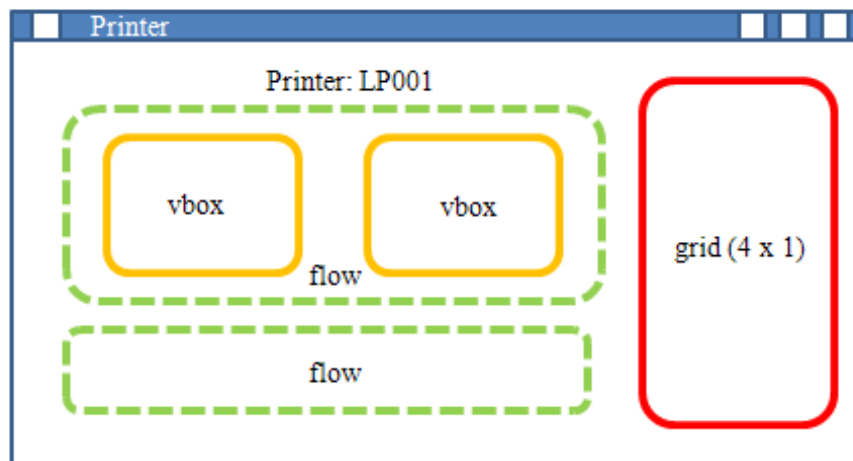 Printer
Printer: LP001
vbox
vbox
flow
grid (4 x 1)
flow